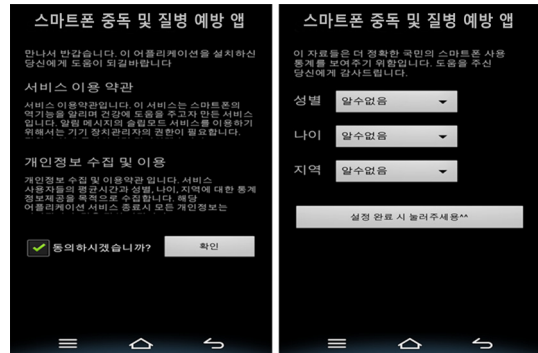 스마트폰 중독 및 질병 예방 앱
만나서 반갑습니다. 이 어플리케이션을 설치하신
당신에게 도움이 되길바랍니다
서비스 이용 약관
서비스 이용약관입니다. 이 서비스는 스마트폰의
역기능을 알리며 건강에 도움을 주고자 만든 서비스
입니다. 알림 메시지의 슬립모드 서비스를 이용하기
위해서는 기기 장치관리자의 권한이 필요합니다.
개인정보 수집 및 이용
개인정보 수집 및 이용약관 입니다. 서비스
사용자들의 평균시간과 성별, 나이, 지역에 대한 통계
정보제공을 목적으로 수집합니다. 해당
어플리케이션 서비스 종료시 모든 개인정보는
동의하시겠습니까?
확인
스마트폰 중독 및 질병 예방 앱
이 자료들은 더 정확한 국민의 스마트폰 사용
통계를 보여주기 위함입니다. 도움을 주신
당신에게 감사드립니다.
성별 알수없음
나이 알수없음
지역 알수없음
설정 완료 시 눌러주세용^^